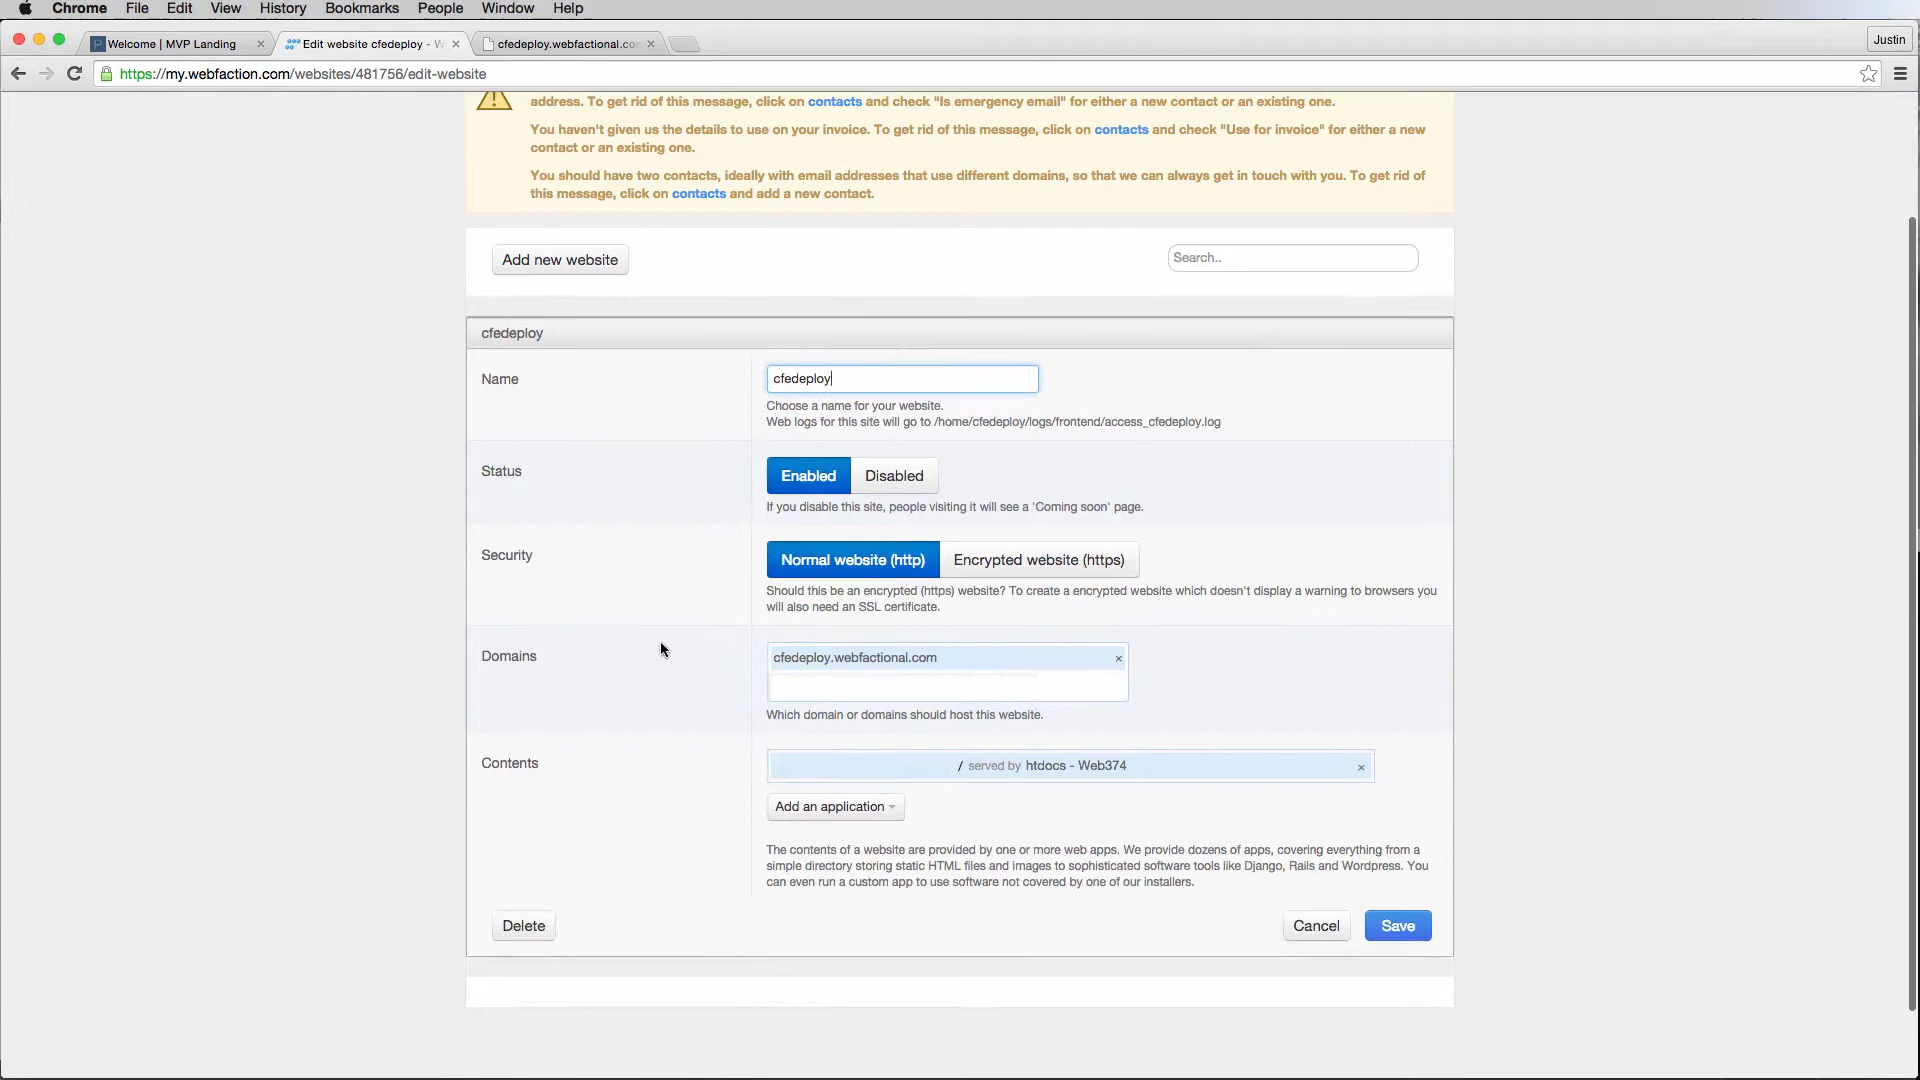 Chrome File Edit View History Bookmarks People Window Help
Welcome | MVP Landing × Edit website cfedeploy - W × cfedeploy.webfactional.co × Justin
https://my.webfaction.com/websites/481756/edit-website
address. To get rid of this message, click on contacts and check "Is emergency email" for either a new contact or an existing one.
You haven't given us the details to use on your invoice. To get rid of this message, click on contacts and check "Use for invoice" for either a new
contact or an existing one.
You should have two contacts, ideally with email addresses that use different domains, so that we can always get in touch with you. To get rid of
this message, click on contacts and add a new contact.
Add new website Search..
cfedeploy
Name cfedeploy
Choose a name for your website.
Web logs for this site will go to /home/cfedeploy/logs/frontend/access_cfedeploy.log
Status Enabled Disabled
If you disable this site, people visiting it will see a 'Coming soon' page.
Security Normal website (http) Encrypted website (https)
Should this be an encrypted (https) website? To create a encrypted website which doesn't display a warning to browsers you
will also need an SSL certificate.
Domains cfedeploy.webfactional.com ×
Which domain or domains should host this website.
Contents / served by htdocs - Web374 ×
Add an application
The contents of a website are provided by one or more web apps. We provide dozens of apps, covering everything from a
simple directory storing static HTML files and images to sophisticated software tools like Django, Rails and Wordpress. You
can even run a custom app to use software not covered by one of our installers.
Delete Cancel Save